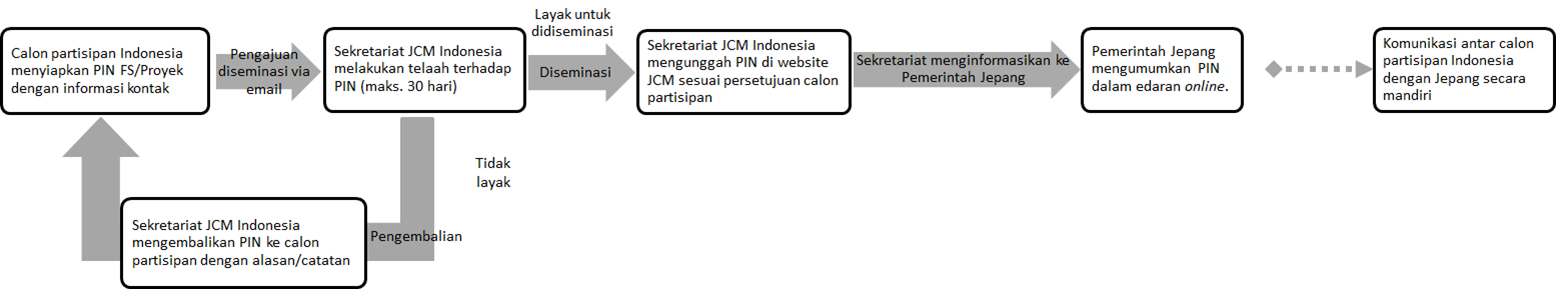 Calon partisipan Indonesia
menyiapkan PIN FS/Proyek
dengan informasi kontak
Pengajuan
diseminasi via
email
Sekretariat JCM Indonesia
melakukan telaah terhadap
PIN (maks. 30 hari)
Layak untuk
didiseminasi
Diseminasi
Sekretariat JCM Indonesia
mengunggah PIN di website
JCM sesuai persetujuan calon
partisipan
Sekretariat menginformasikan ke
Pemerintah Jepang
Pemerintah Jepang
mengumumkan PIN
dalam edaran online.
Komunikasi antar calon
partisipan Indonesia
dengan Jepang secara
mandiri
Tidak
layak
Pengembalian
Sekretariat JCM Indonesia
mengembalikan PIN ke calon
partisipan dengan alasan/catatan